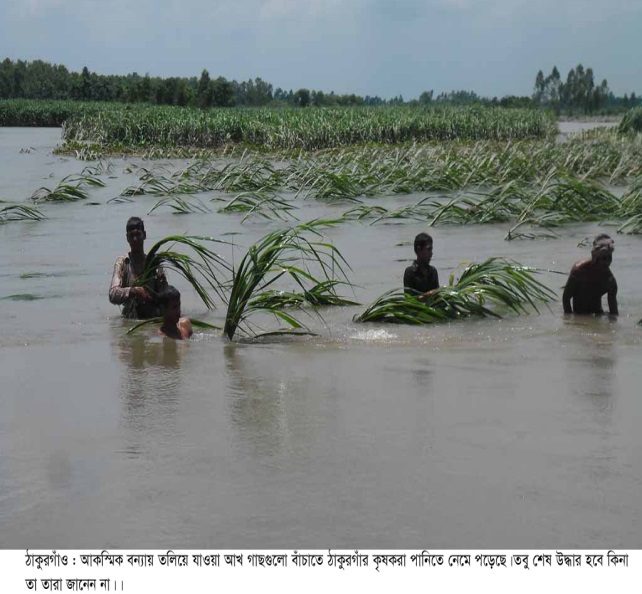 ঠাকুরগাঁও : আকস্মিক বন্যায় তলিয়ে যাওয়া আখ গাছগুলো বাঁচাতে ঠাকুরগাঁর কৃষকরা পানিতে নেমে পড়েছে।তবু শেষ উদ্ধার হবে কিনা
তা তারা জানেন না।।